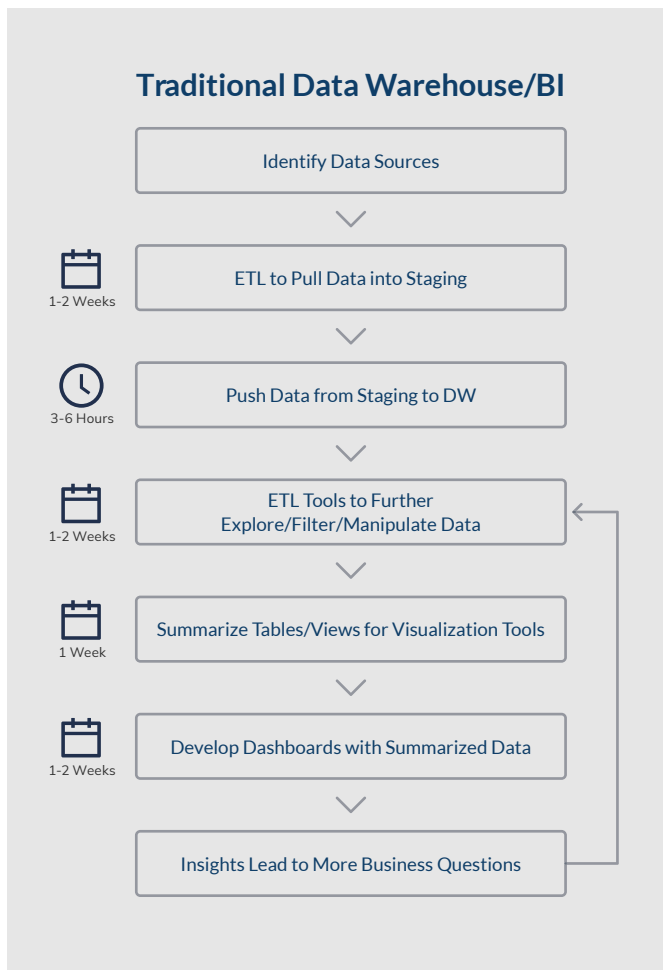 Traditional Data Warehouse/BI
Identify Data Sources
ETL to Pull Data into Staging
1-2 Weeks
Push Data from Staging to DW
3-6 Hours
ETL Tools to Further
Explore/Filter/Manipulate Data
1-2 Weeks
Summarize Tables/Views for Visualization Tools
1 Week
Develop Dashboards with Summarized Data
1-2 Weeks
Insights Lead to More Business Questions